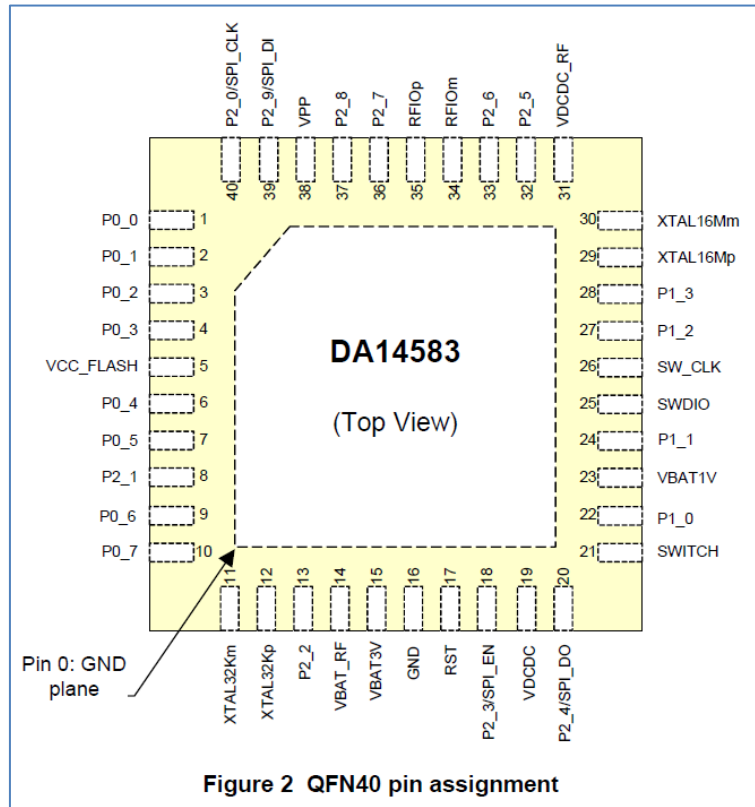 P2_0/SPI_CLK
P2_9/SPI_DI
VPP
P2_8
P2_7
RFIOp
RFIOm
P2_6
P2_5
VDCDC_RF
40
39
38
37
36
35
34
33
32
31
P0_0 1
P0_1 2
P0_2 3
P0_3 4
VCC_FLASH 5
P0_4 6
P0_5 7
P2_1 8
P0_6 9
P0_7 10
30 XTAL16Mm
29 XTAL16Mp
28 P1_3
27 P1_2
26 SW_CLK
25 SWDIO
24 P1_1
23 VBAT1V
22 P1_0
21 SWITCH
DA14583
(Top View)
11
12
13
14
15
16
17
18
19
20
XTAL32Km
XTAL32Kp
P2_2
VBAT_RF
VBAT3V
GND
RST
P2_3/SPI_EN
VDCDC
P2_4/SPI_DO
Pin 0: GND
plane
Figure 2 QFN40 pin assignment